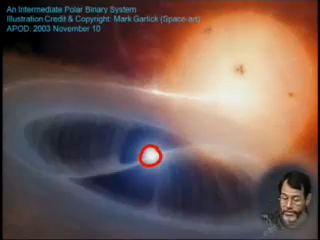 An Intermediate Polar Binary System
Illustration Credit & Copyright: Mark Garlick (Space-art)
APOD: 2003 November 10